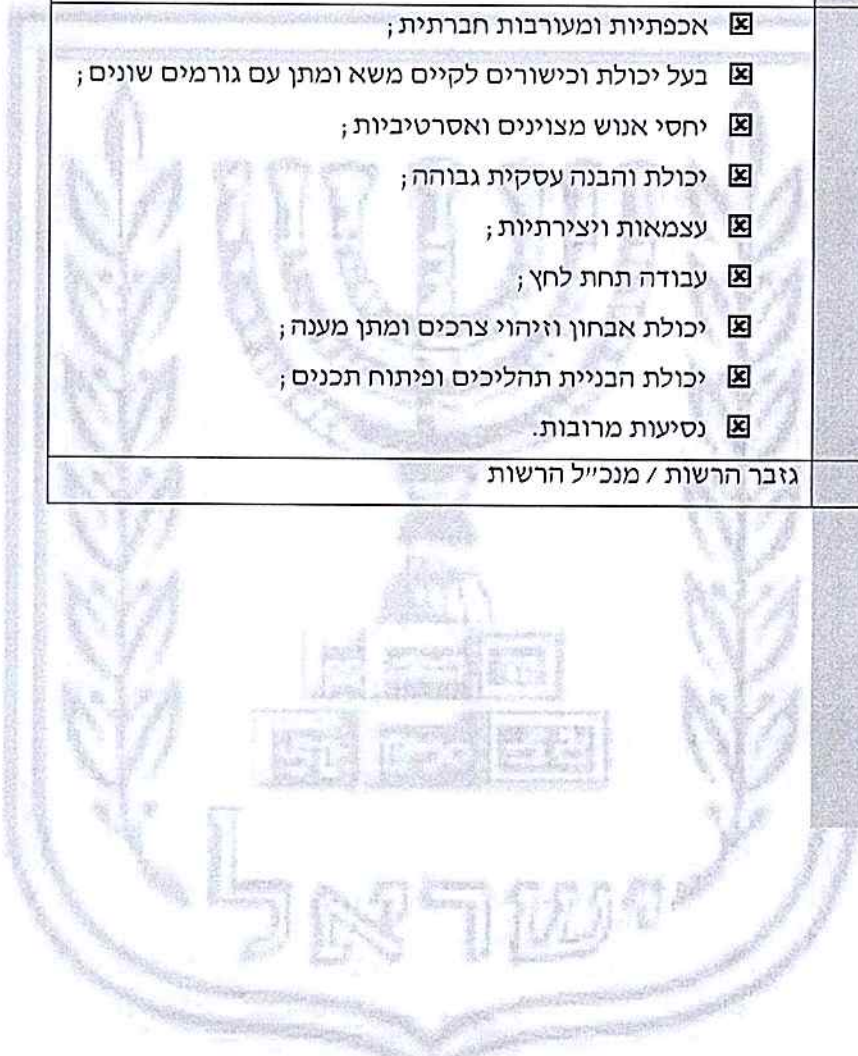 ☒ אכפתיות ומעורבות חברתית;
☒ בעל יכולת וכישורים לקיים משא ומתן עם גורמים שונים;
☒ יחסי אנוש מצוינים ואסרטיביות;
☒ יכולת והבנה עסקית גבוהה;
☒ עצמאות ויצירתיות;
☒ עבודה תחת לחץ;
☒ יכולת אבחון וזיהוי צרכים ומתן מענה;
☒ יכולת הבניית תהליכים ופיתוח תכנים;
☒ נסיעות מרובות.
גזבר הרשות / מנכ״ל הרשות
ישראל